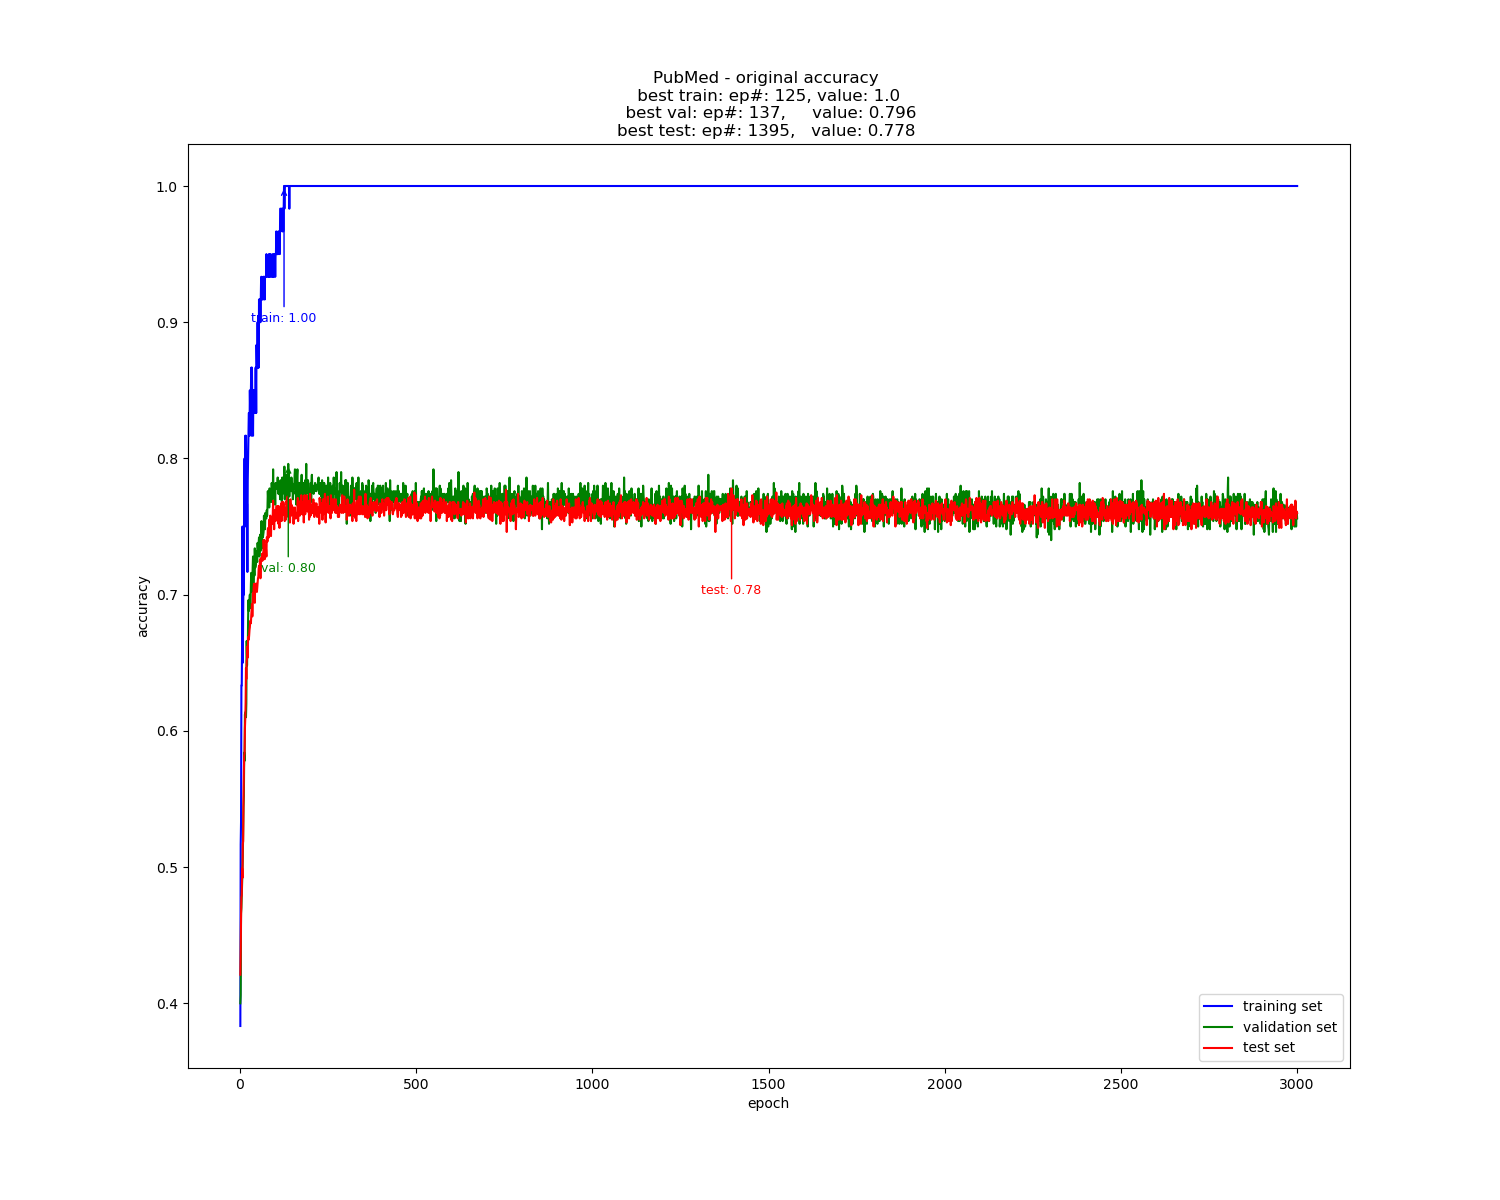 PubMed - original accuracy
best train: ep#: 125, value: 1.0
best val: ep#: 137,     value: 0.796
best test: ep#: 1395,   value: 0.778
1.0
0.9
0.8
0.7
0.6
0.5
0.4
accuracy
train: 1.00
val: 0.80
test: 0.78
training set
validation set
test set
0 500 1000 1500 2000 2500 3000
epoch